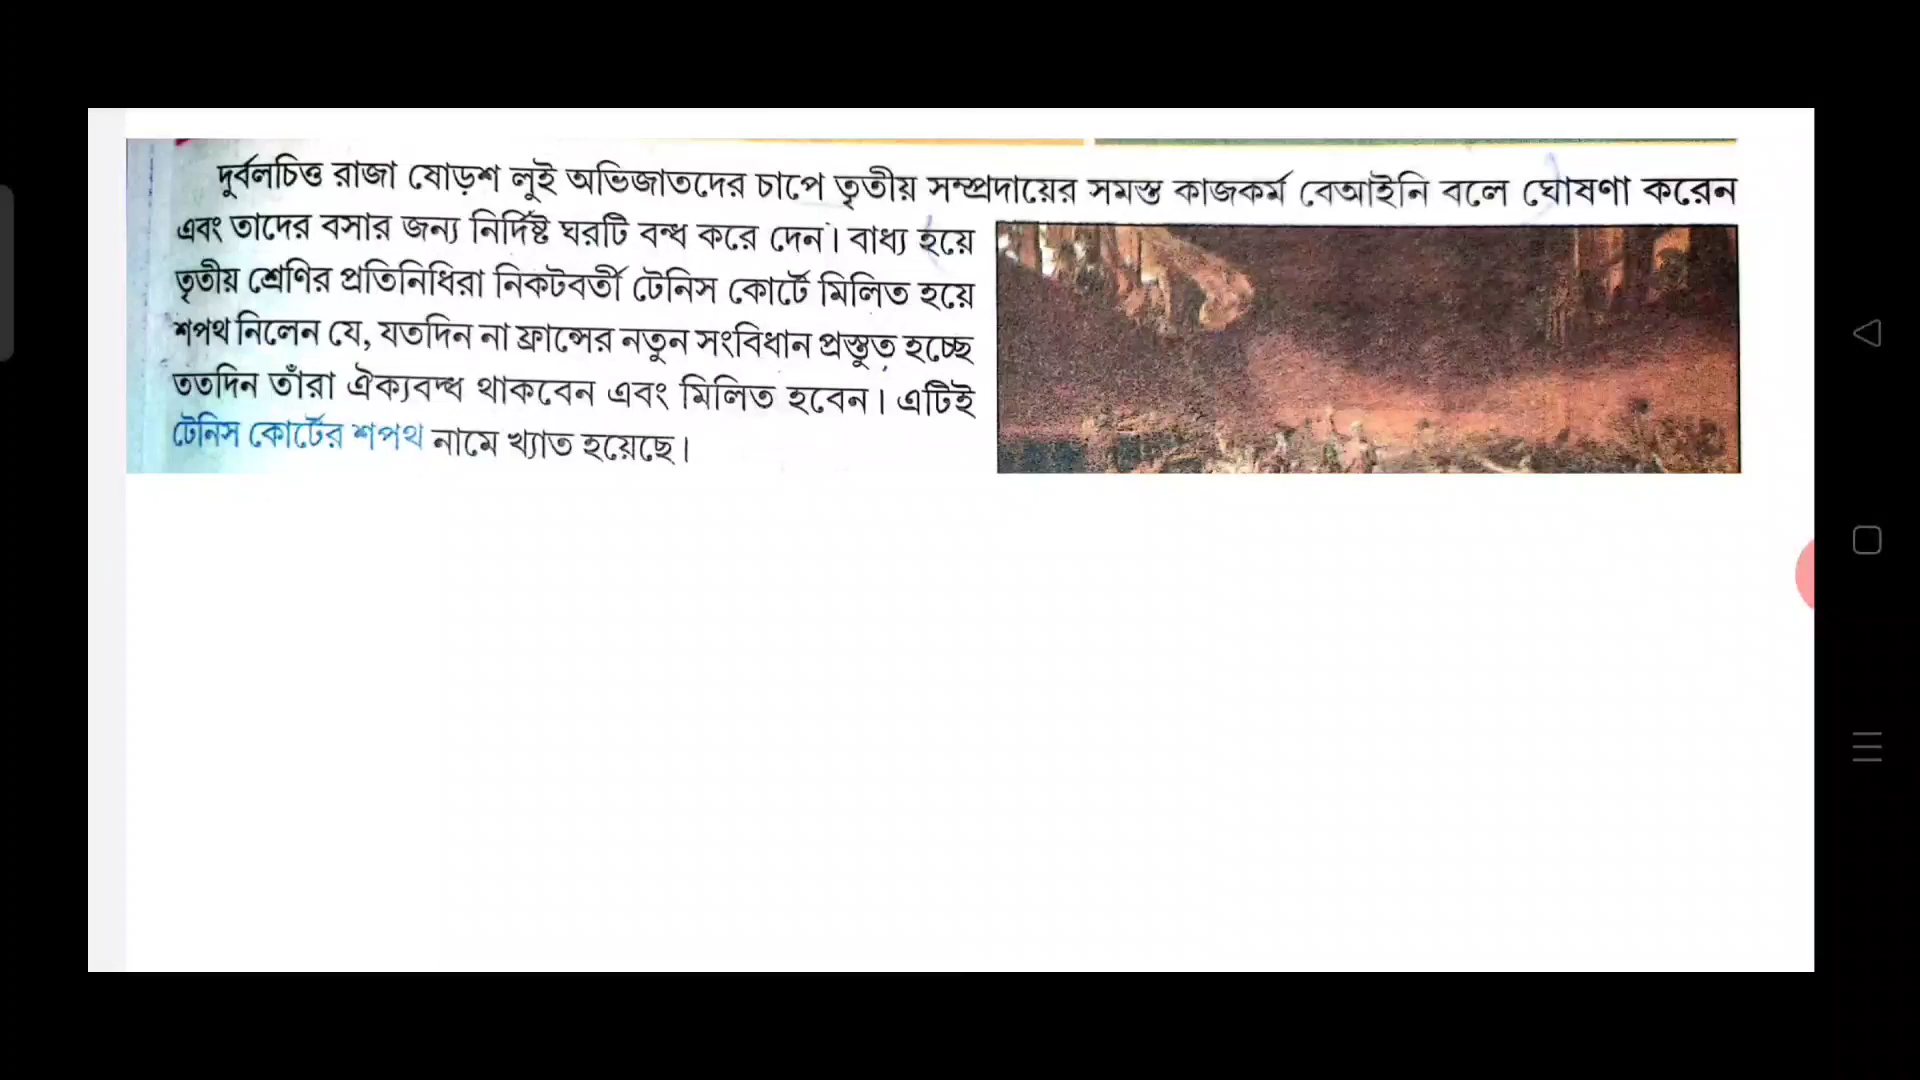 দুর্বলচিত্ত রাজা ষোড়শ লুই অভিজাতদের চাপে তৃতীয় সম্প্রদায়ের সমস্ত কাজকর্ম বেআইনি বলে ঘোষণা করেন
এবং তাদের বসার জন্য নির্দিষ্ট ঘরটি বন্ধ করে দেন। বাধ্য হয়ে
তৃতীয় শ্রেণির প্রতিনিধিরা নিকটবর্তী টেনিস কোর্টে মিলিত হয়ে
শপথ নিলেন যে, যতদিন না ফ্রান্সের নতুন সংবিধান প্রস্তুত হচ্ছে
ততদিন তাঁরা ঐক্যবদ্ধ থাকবেন এবং মিলিত হবেন। এটিই
টেনিস কোর্টের শপথ নামে খ্যাত হয়েছে।